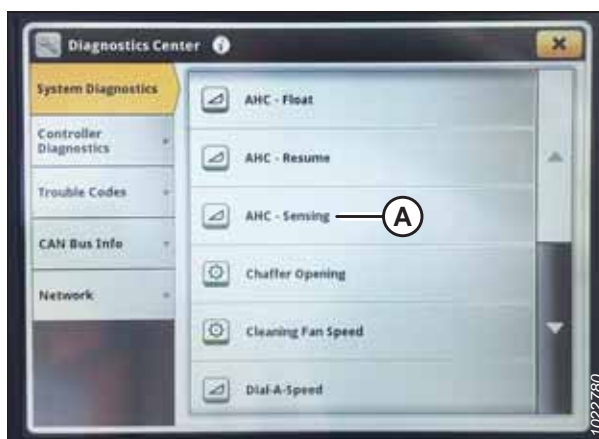 Diagnostics Center
System Diagnostics
Controller
Diagnostics
Trouble Codes
CAN Bus Info
Network
AHC - Float
AHC - Resume
AHC - Sensing
A
Chaffer Opening
Cleaning Fan Speed
Dial-A-Speed
1022780